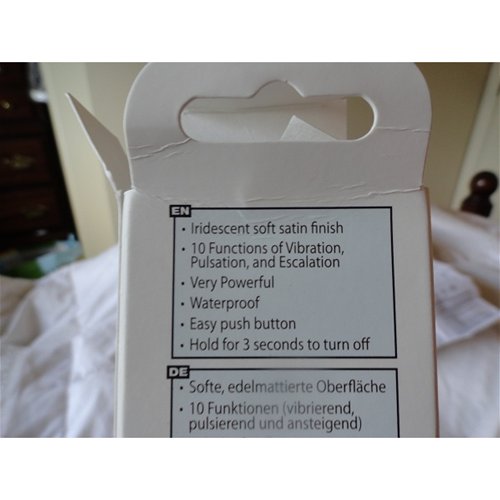 EN
• Iridescent soft satin finish
• 10 Functions of Vibration,
Pulsation, and Escalation
• Very Powerful
• Waterproof
• Easy push button
• Hold for 3 seconds to turn off
DE
• Softe, edelmattierte Oberfläche
• 10 Funktionen (vibrierend,
pulsierend und ansteigend)